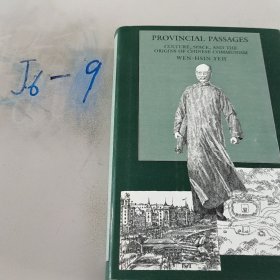 J6-9
PROVINCIAL PASSAGES
CULTURE, SPACE, AND THE
ORIGINS OF CHINESE COMMUNISM
WEN-HSIN YEH